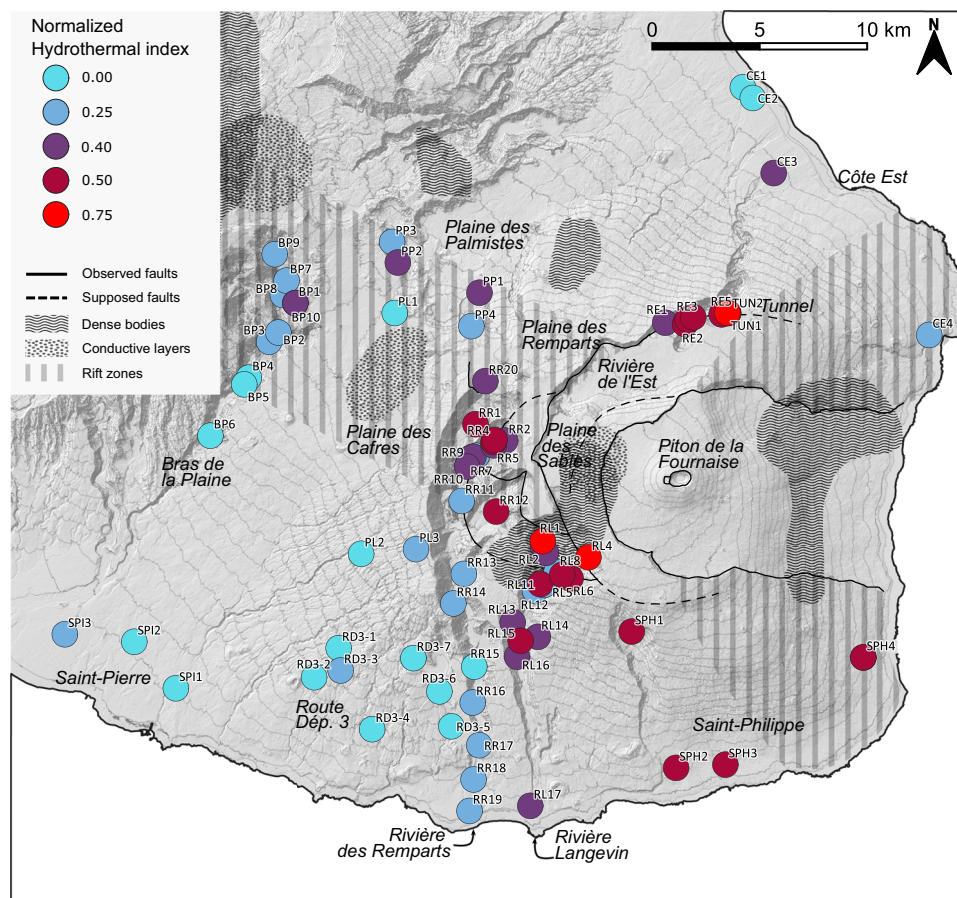 Normalized
Hydrothermal index
0.00
0.25
0.40
0.50
0.75
Observed faults
Supposed faults
Dense bodies
Conductive layers
Rift zones
0 5 10 km
N
CE1
CE2
CE3
Côte Est
PP3
PP2
Plaine des
Palmistes
BP9
BP7
BP8
BP1
BP10
PL1
PP1
PP4
BP3
BP2
BP4
BP5
BP6
Bras de
la Plaine
Plaine des
Cafres
Plaine des
Remparts
Rivière
de l'Est
RE1
RE3
RE2
RE5
TUN2
TUN1
Tunnel
CE4
RR20
RR1
RR4
RR2
RR5
RR9
RR7
RR10
RR11
RR12
Plaine
des
Sables
Piton de la
Fournaise
PL2
PL3
RR13
RR14
RL1
RL2
RL8
RL4
RL11
RL5
RL6
RL12
RL13
RL14
RL15
RL16
SPH1
SPH4
SPI3
SPI2
SPI1
Saint-Pierre
RD3-1
RD3-2
RD3-3
RD3-7
RD3-6
RD3-4
RD3-5
Route
Dép. 3
RR15
RR16
RR17
RR18
RR19
RL17
SPH2
SPH3
Saint-Philippe
Rivière
des Remparts
Rivière
Langevin